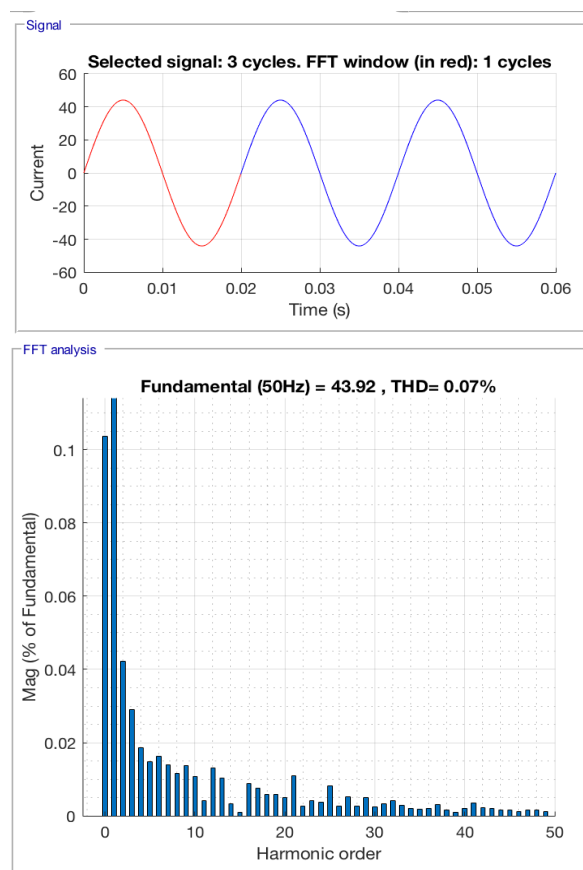 Signal
Selected signal: 3 cycles. FFT window (in red): 1 cycles
60
40
20
0
-20
-40
-60
Current
0 0.01 0.02 0.03 0.04 0.05 0.06
Time (s)
FFT analysis
Fundamental (50Hz) = 43.92 , THD= 0.07%
0.1
0.08
0.06
0.04
0.02
0
Mag (% of Fundamental)
0 10 20 30 40 50
Harmonic order